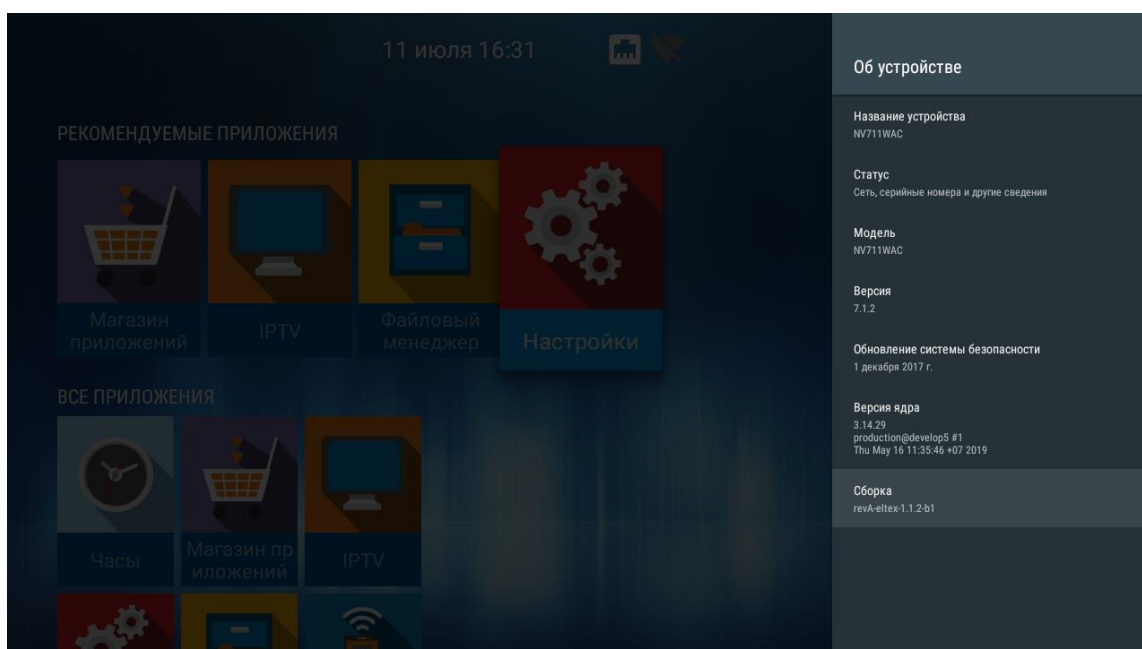 11 июля 16:31
РЕКОМЕНДУЕМЫЕ ПРИЛОЖЕНИЯ
Магазин
приложений
IPTV
Файловый
менеджер
Настройки
ВСЕ ПРИЛОЖЕНИЯ
Часы
Магазин пр
иложений
IPTV
Об устройстве
Название устройства
NV711WAC
Статус
Сеть, серийные номера и другие сведения
Модель
NV711WAC
Версия
7.1.2
Обновление системы безопасности
1 декабря 2017 г.
Версия ядра
3.14.29
production@develop5 #1
Thu May 16 11:35:46 +07 2019
Сборка
revA-eltex-1.1.2-b1